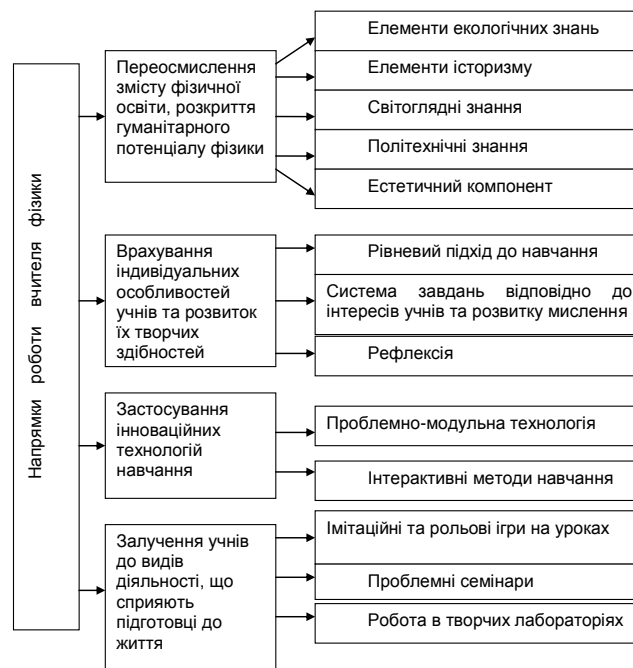 Напрямки роботи вчителя фізики
Переосмислення
змісту фізичної
освіти, розкриття
гуманітарного
потенціалу фізики
Елементи екологічних знань
Елементи історизму
Світоглядні знання
Політехнічні знання
Естетичний компонент
Врахування
індивідуальних
особливостей
учнів та розвиток
їх творчих
здібностей
Рівневий підхід до навчання
Система завдань відповідно до
інтересів учнів та розвитку мислення
Рефлексія
Застосування
інноваційних
технологій
навчання
Проблемно-модульна технологія
Інтерактивні методи навчання
Залучення учнів
до видів
діяльності, що
сприяють
підготовці до
життя
Імітаційні та рольові ігри на уроках
Проблемні семінари
Робота в творчих лабораторіях